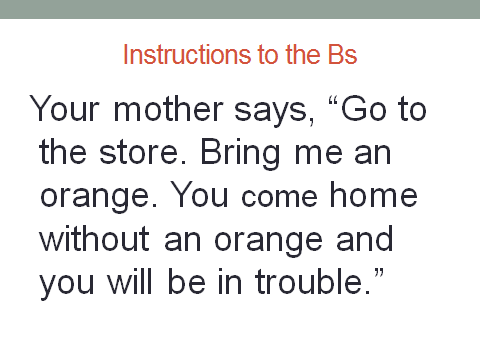 Instructions to the Bs
Your mother says, “Go to
the store. Bring me an
orange. You come home
without an orange and
you will be in trouble.”